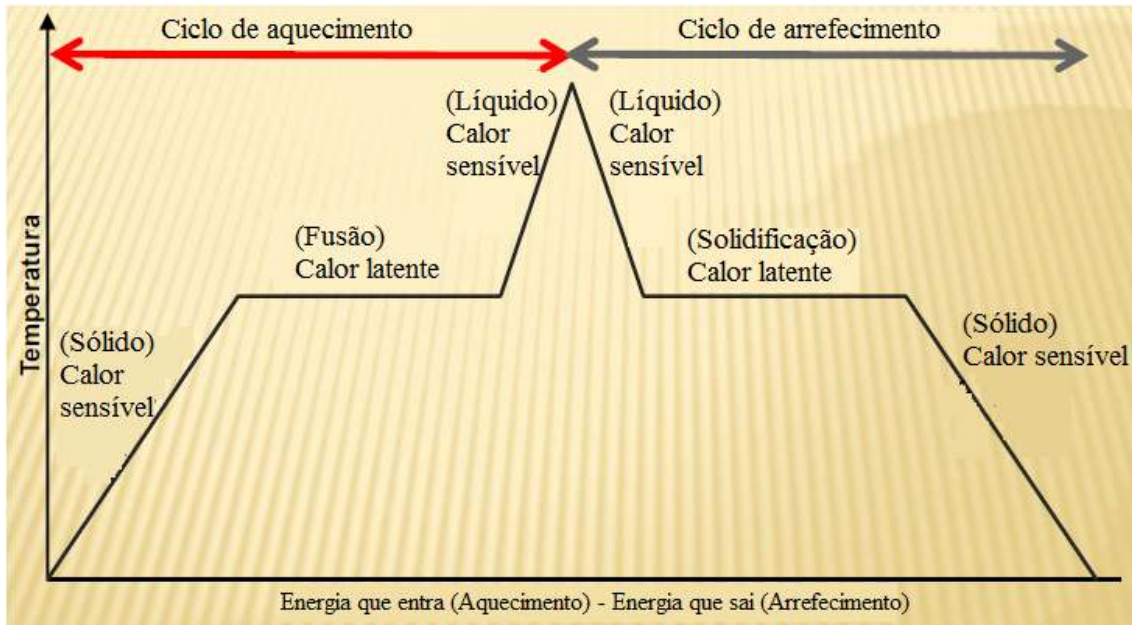 Ciclo de aquecimento
Ciclo de arrefecimento
(Líquido)
Calor
sensível
(Líquido)
Calor
sensível
(Fusão)
Calor latente
(Solidificação)
Calor latente
(Sólido)
Calor
sensível
(Sólido)
Calor sensível
Temperatura
Energia que entra (Aquecimento) - Energia que sai (Arrefecimento)